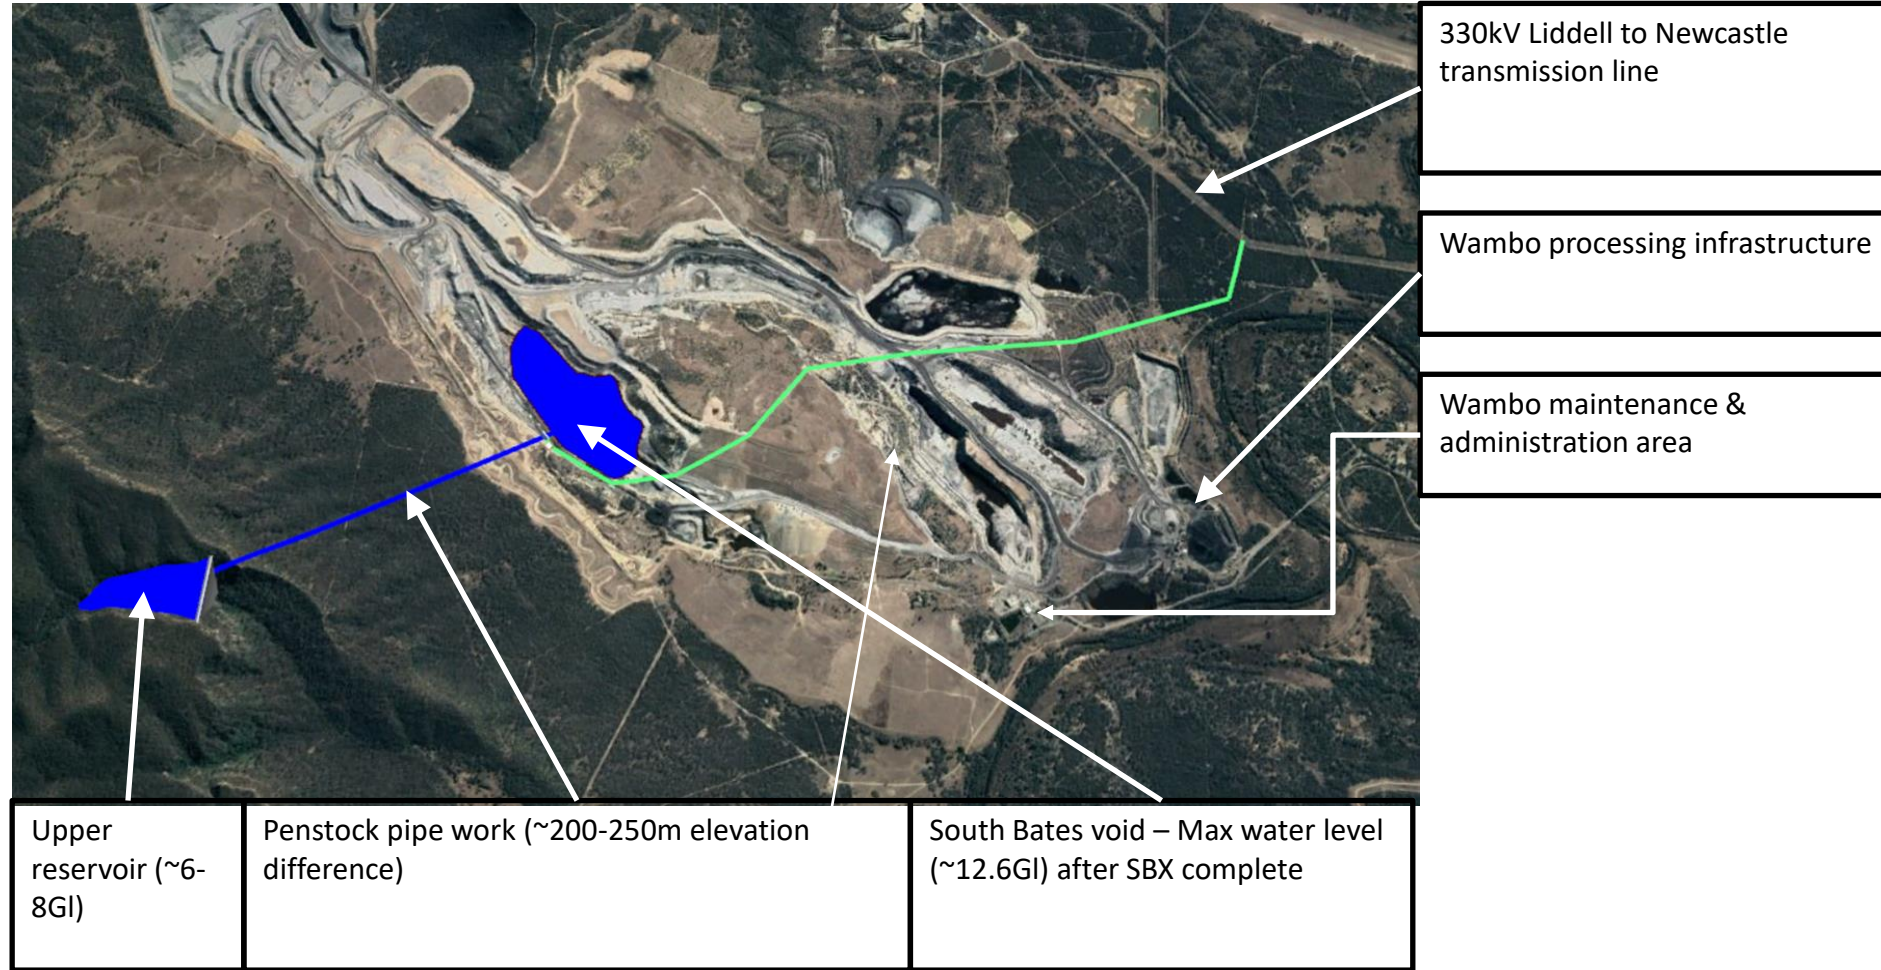 330kV Liddell to Newcastle
transmission line
Wambo processing infrastructure
Wambo maintenance &
administration area
Upper
reservoir (~6-
8Gl)
Penstock pipe work (~200-250m elevation
difference)
South Bates void – Max water level
(~12.6Gl) after SBX complete